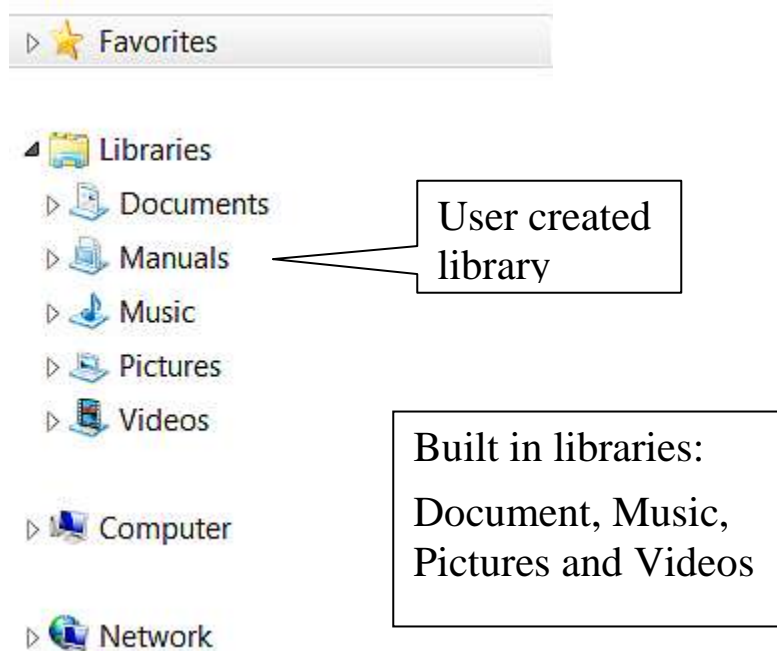 Favorites
Libraries
Documents
Manuals
Music
Pictures
Videos
Computer
Network
User created
library
Built in libraries:
Document, Music,
Pictures and Videos